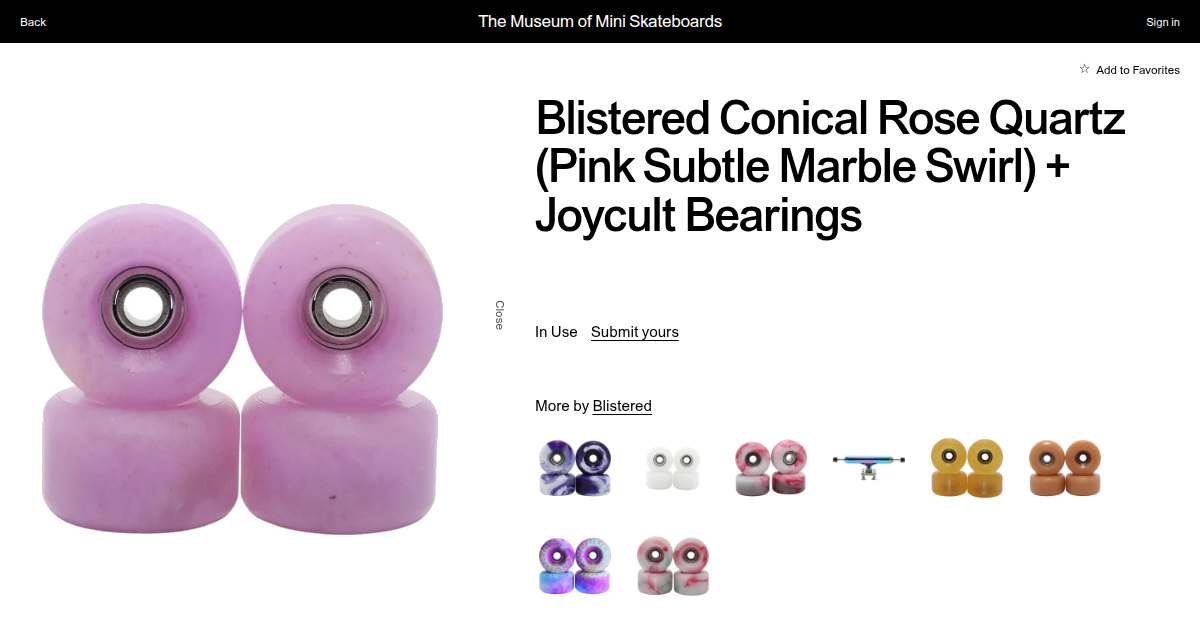 Back
The Museum of Mini Skateboards
Sign in
☆ Add to Favorites
Blistered Conical Rose Quartz
(Pink Subtle Marble Swirl) +
Joycult Bearings
Close
In Use Submit yours
More by Blistered